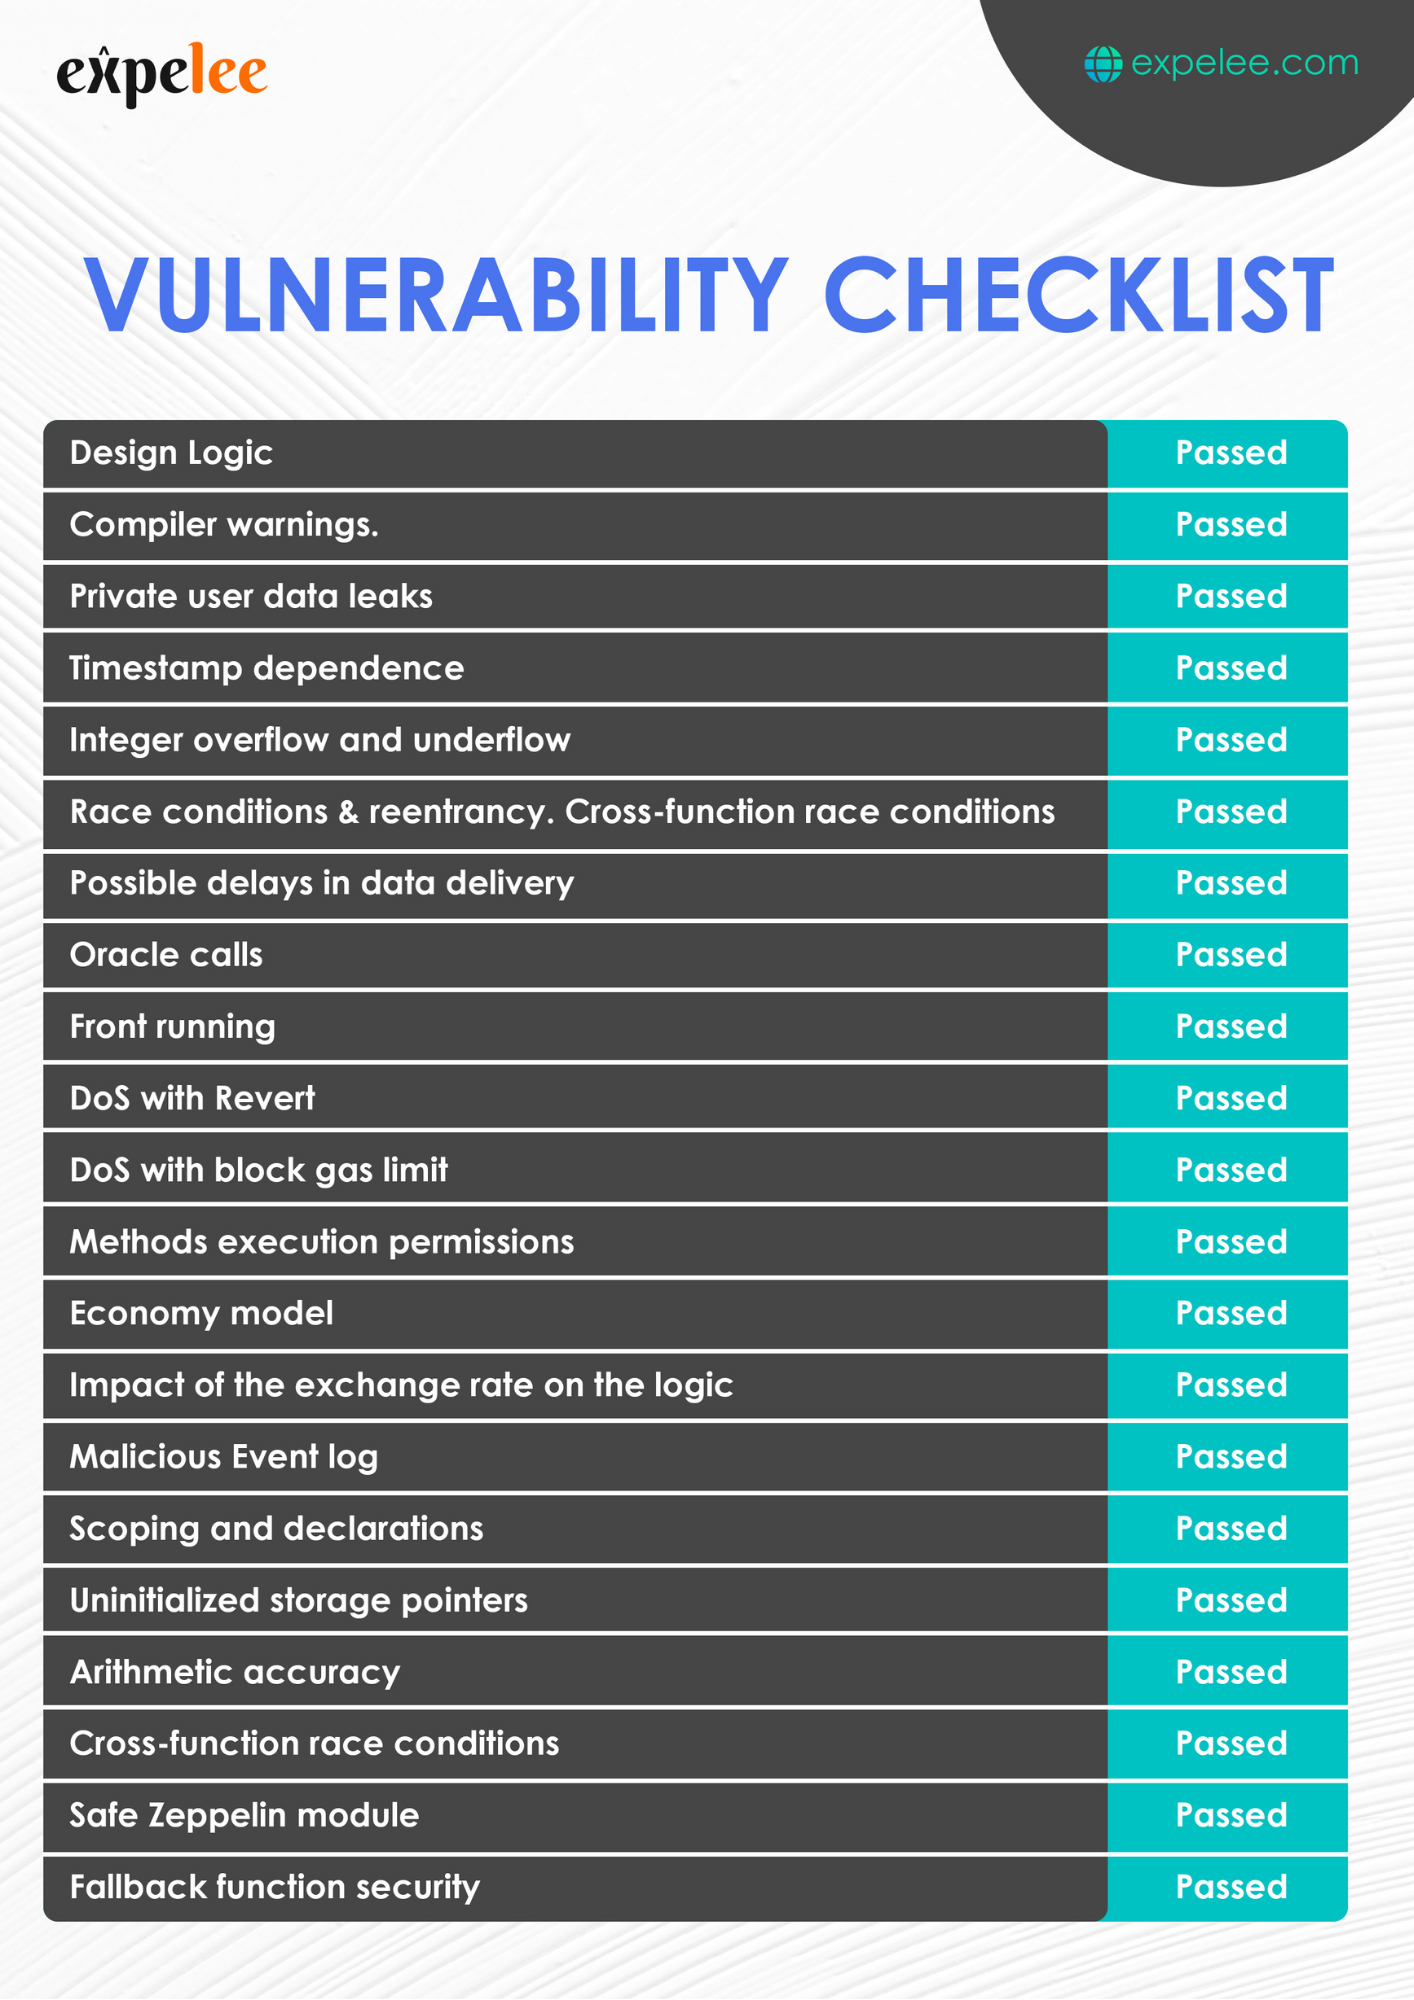 expelee
expelee.com
VULNERABILITY CHECKLIST
Design Logic Passed
Compiler warnings. Passed
Private user data leaks Passed
Timestamp dependence Passed
Integer overflow and underflow Passed
Race conditions & reentrancy. Cross-function race conditions Passed
Possible delays in data delivery Passed
Oracle calls Passed
Front running Passed
DoS with Revert Passed
DoS with block gas limit Passed
Methods execution permissions Passed
Economy model Passed
Impact of the exchange rate on the logic Passed
Malicious Event log Passed
Scoping and declarations Passed
Uninitialized storage pointers Passed
Arithmetic accuracy Passed
Cross-function race conditions Passed
Safe Zeppelin module Passed
Fallback function security Passed